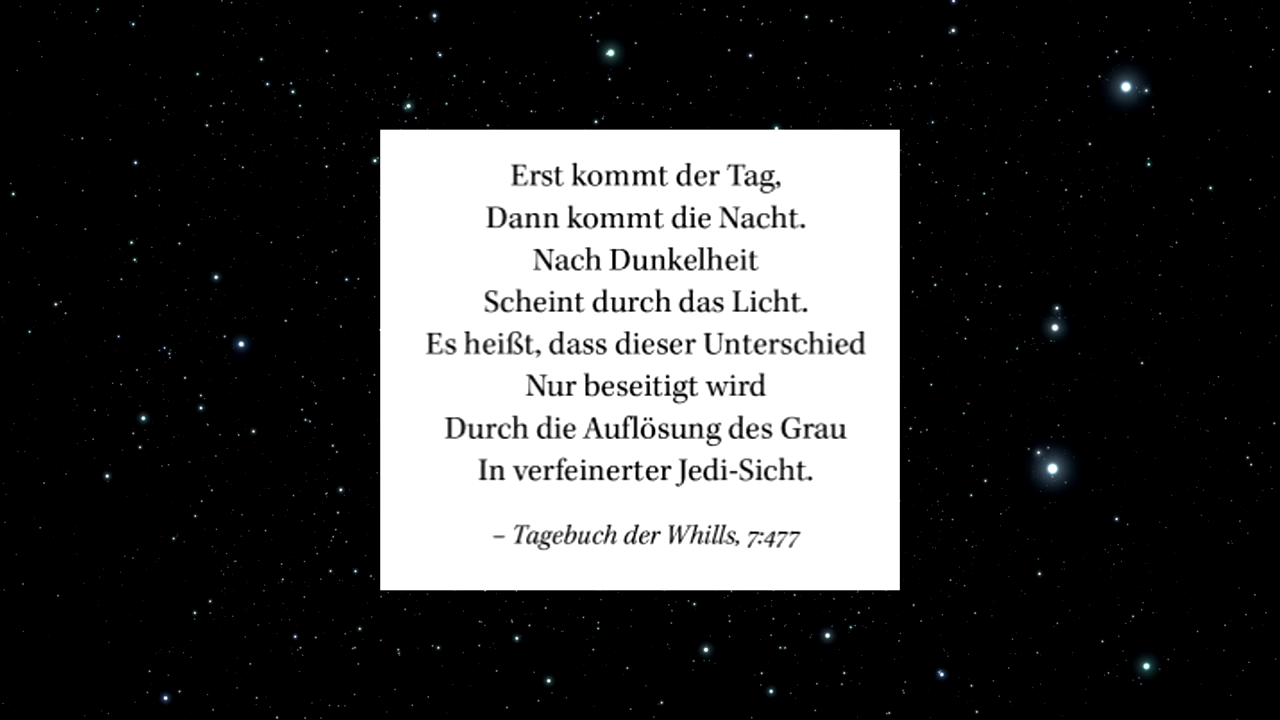 Erst kommt der Tag,
Dann kommt die Nacht.
Nach Dunkelheit
Scheint durch das Licht.
Es heißt, dass dieser Unterschied
Nur beseitigt wird
Durch die Auflösung des Grau
In verfeinerter Jedi-Sicht.
– Tagebuch der Whills, 7:477